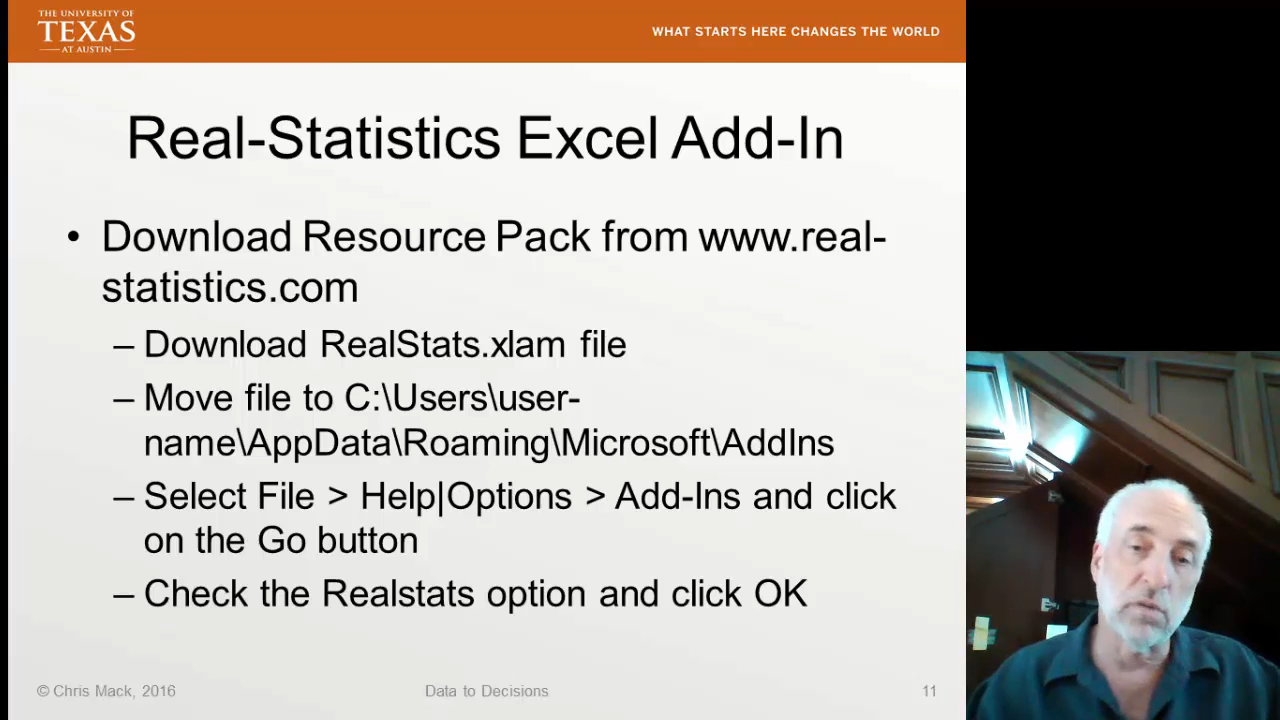 THE UNIVERSITY OF
TEXAS
AT AUSTIN
WHAT STARTS HERE CHANGES THE WORLD
Real-Statistics Excel Add-In
• Download Resource Pack from www.real-
statistics.com
– Download RealStats.xlam file
– Move file to C:\Users\user-
name\AppData\Roaming\Microsoft\AddIns
– Select File > Help|Options > Add-Ins and click
on the Go button
– Check the Realstats option and click OK
© Chris Mack, 2016
Data to Decisions
11